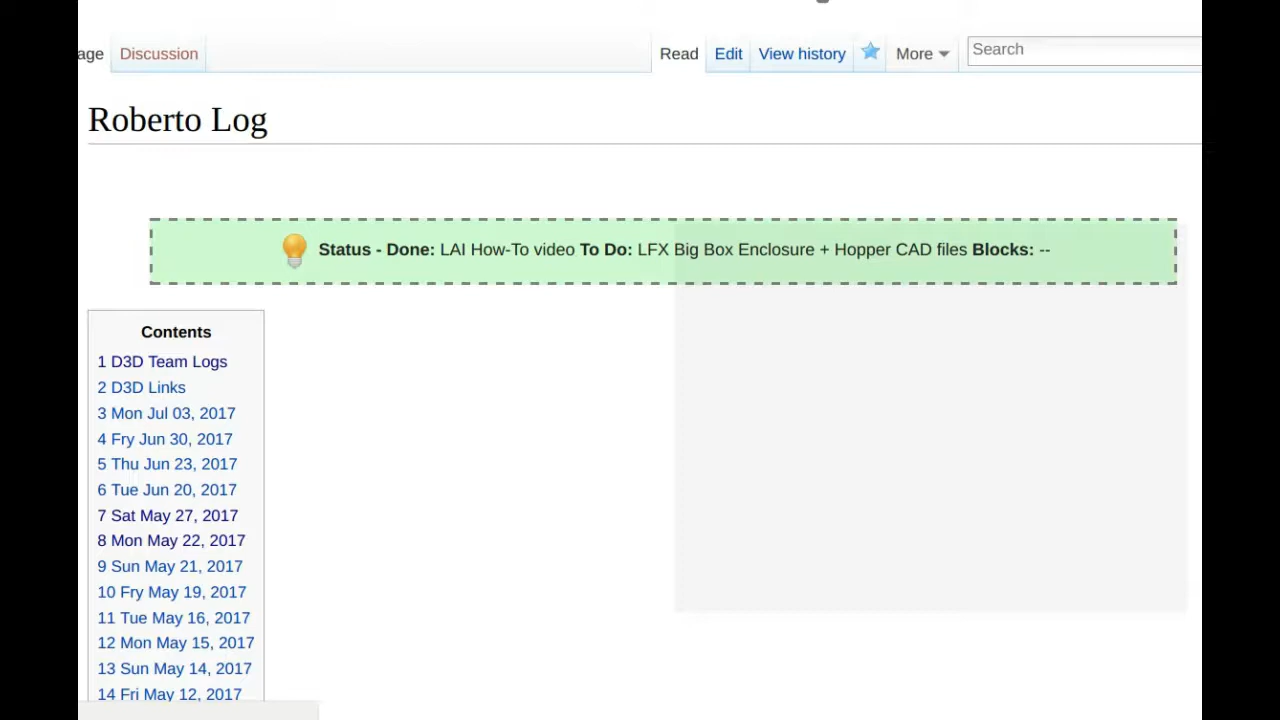 age Discussion Read Edit View history More Search
Roberto Log
Status - Done: LAI How-To video To Do: LFX Big Box Enclosure + Hopper CAD files Blocks: --
Contents
1 D3D Team Logs
2 D3D Links
3 Mon Jul 03, 2017
4 Fry Jun 30, 2017
5 Thu Jun 23, 2017
6 Tue Jun 20, 2017
7 Sat May 27, 2017
8 Mon May 22, 2017
9 Sun May 21, 2017
10 Fry May 19, 2017
11 Tue May 16, 2017
12 Mon May 15, 2017
13 Sun May 14, 2017
14 Fri May 12, 2017